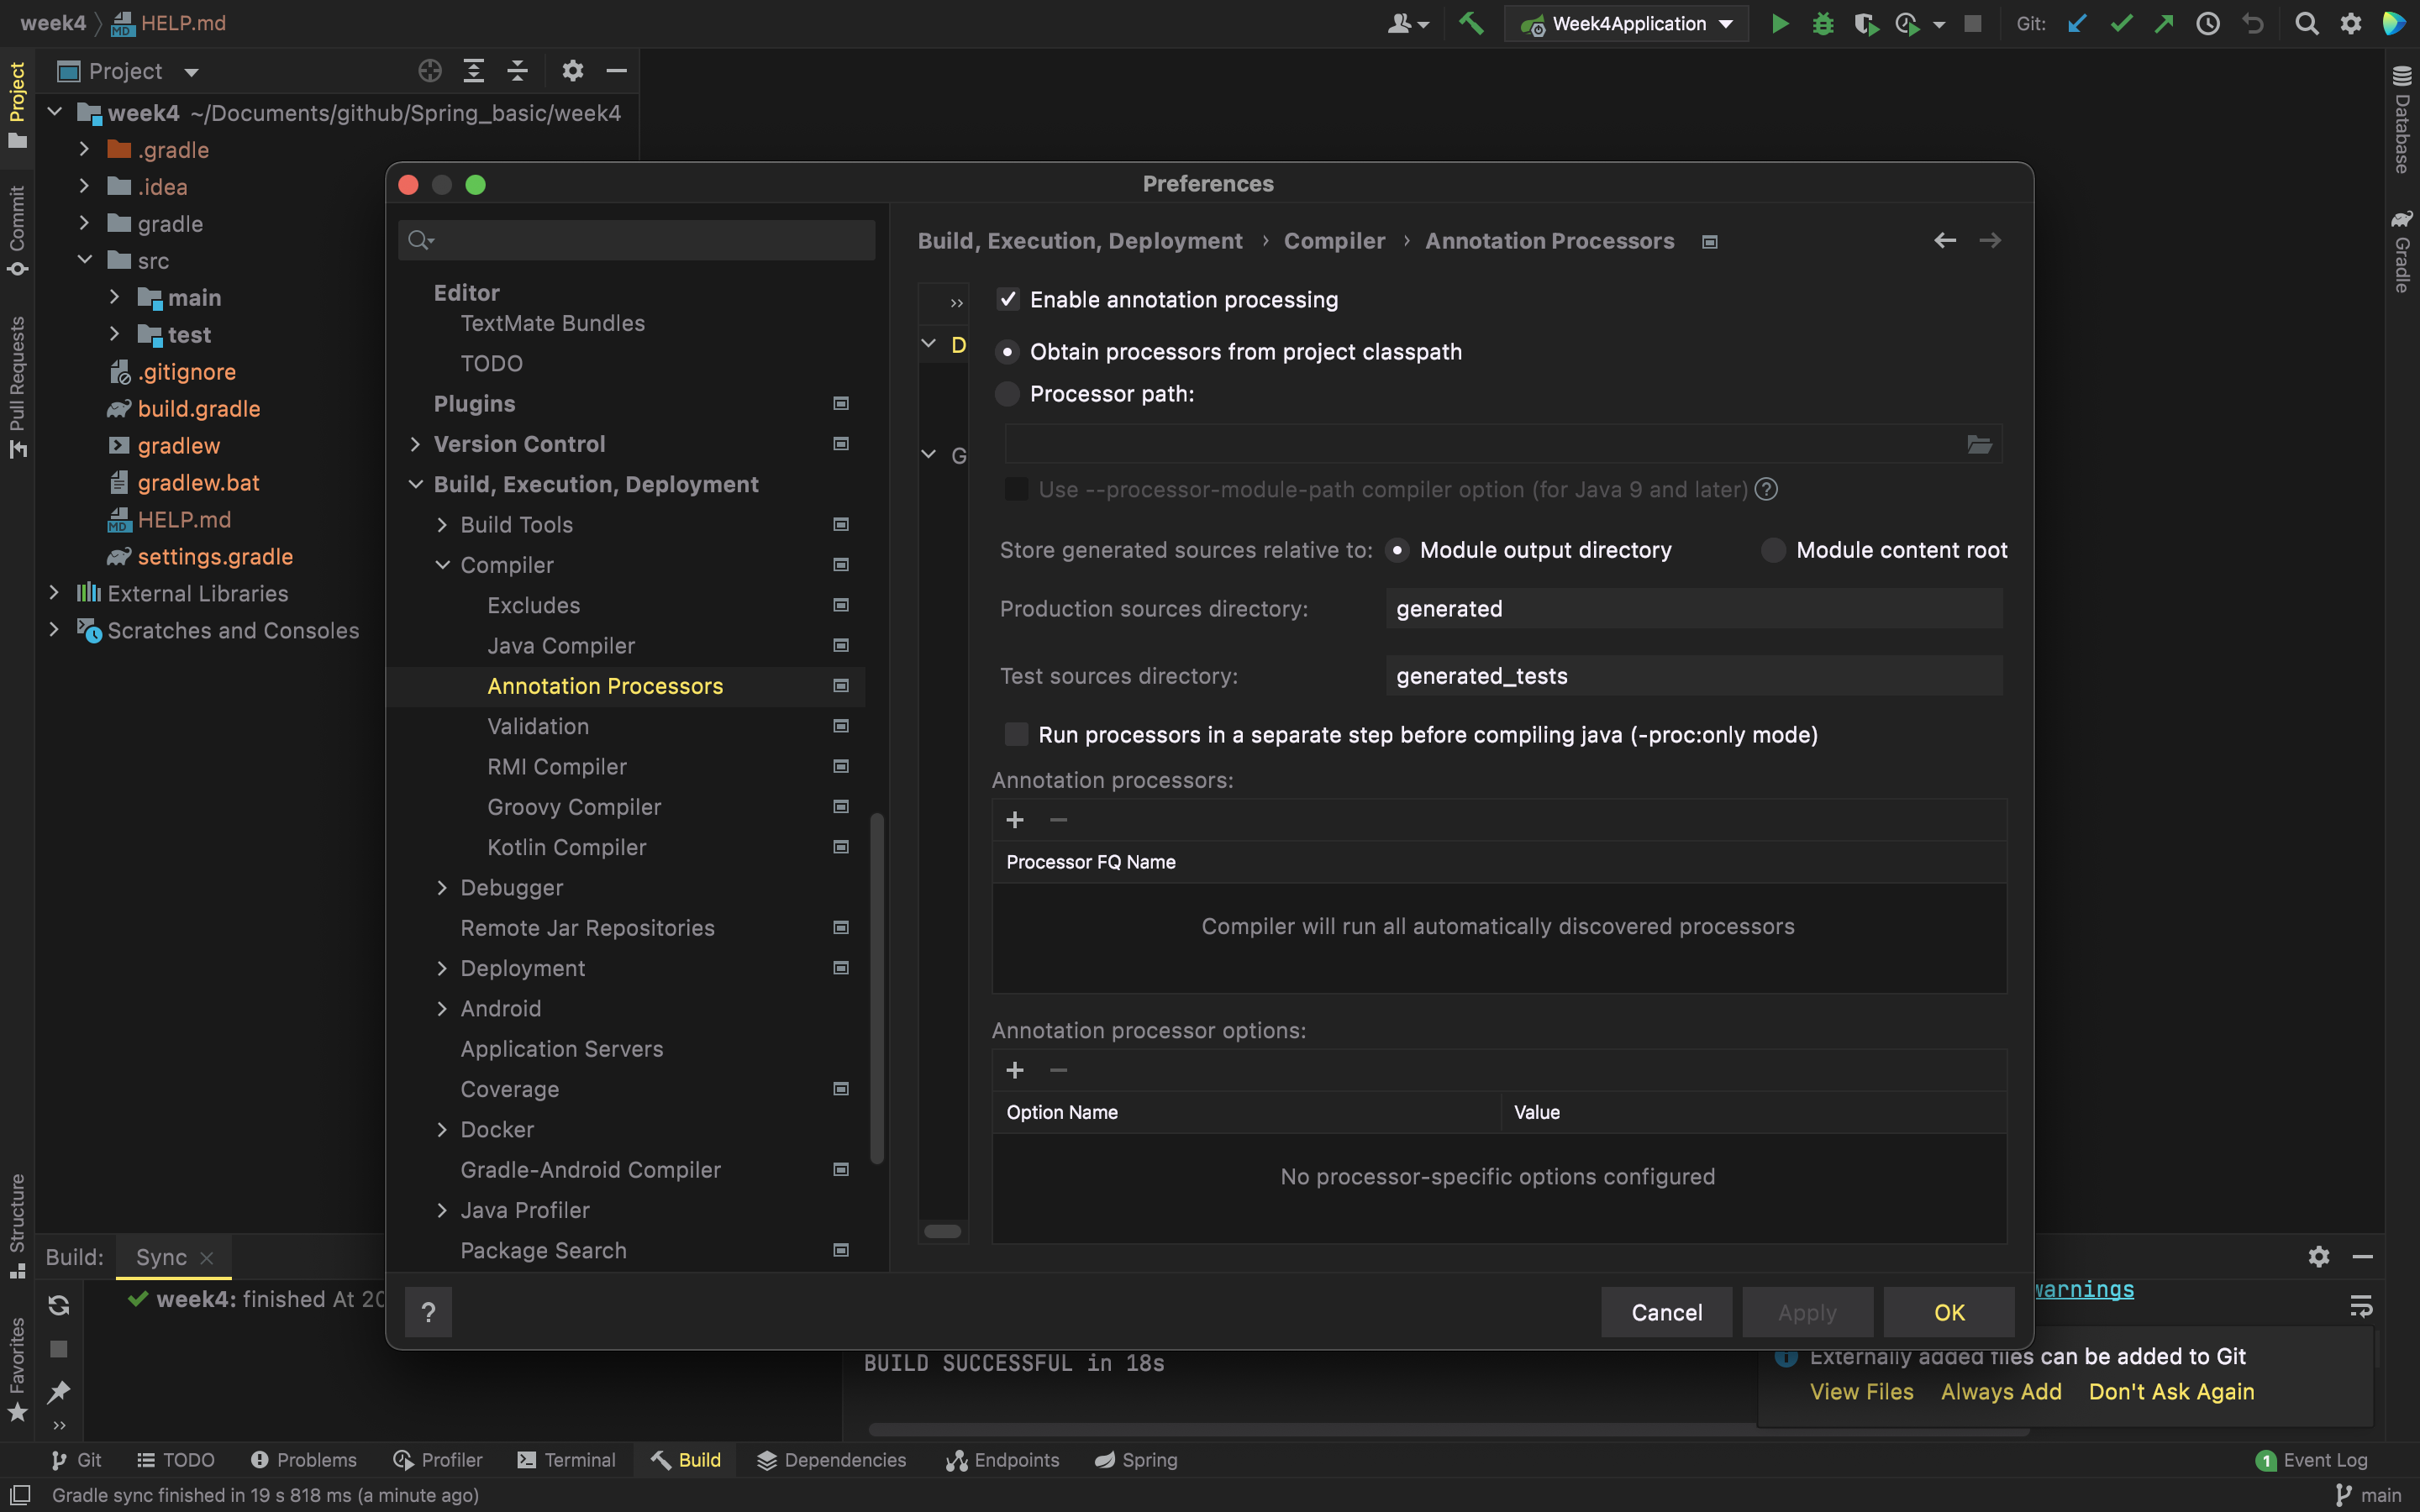 week4 HELP.md
Week4Application
Git:
Project
week4 ~/Documents/github/Spring_basic/week4
.gradle
.idea
gradle
src
main
test
.gitignore
build.gradle
gradlew
gradlew.bat
HELP.md
settings.gradle
External Libraries
Scratches and Consoles
Project
Commit
Pull Requests
Structure
Favorites
Database
Gradle
Preferences
Editor
TextMate Bundles
TODO
Plugins
Version Control
Build, Execution, Deployment
Build Tools
Compiler
Excludes
Java Compiler
Annotation Processors
Validation
RMI Compiler
Groovy Compiler
Kotlin Compiler
Debugger
Remote Jar Repositories
Deployment
Android
Application Servers
Coverage
Docker
Gradle-Android Compiler
Java Profiler
Package Search
Build, Execution, Deployment › Compiler › Annotation Processors
»
D
G
Enable annotation processing
Obtain processors from project classpath
Processor path:
Use --processor-module-path compiler option (for Java 9 and later) ?
Store generated sources relative to: Module output directory Module content root
Production sources directory: generated
Test sources directory: generated_tests
Run processors in a separate step before compiling java (-proc:only mode)
Annotation processors:
+ −
Processor FQ Name
Compiler will run all automatically discovered processors
Annotation processor options:
+ −
Option Name Value
No processor-specific options configured
? Cancel Apply OK
Build: Sync ×
week4: finished At 20
warnings
BUILD SUCCESSFUL in 18s
»
Externally added files can be added to Git
View Files Always Add Don't Ask Again
Git TODO Problems Profiler Terminal Build Dependencies Endpoints Spring 1 Event Log
Gradle sync finished in 19 s 818 ms (a minute ago) main